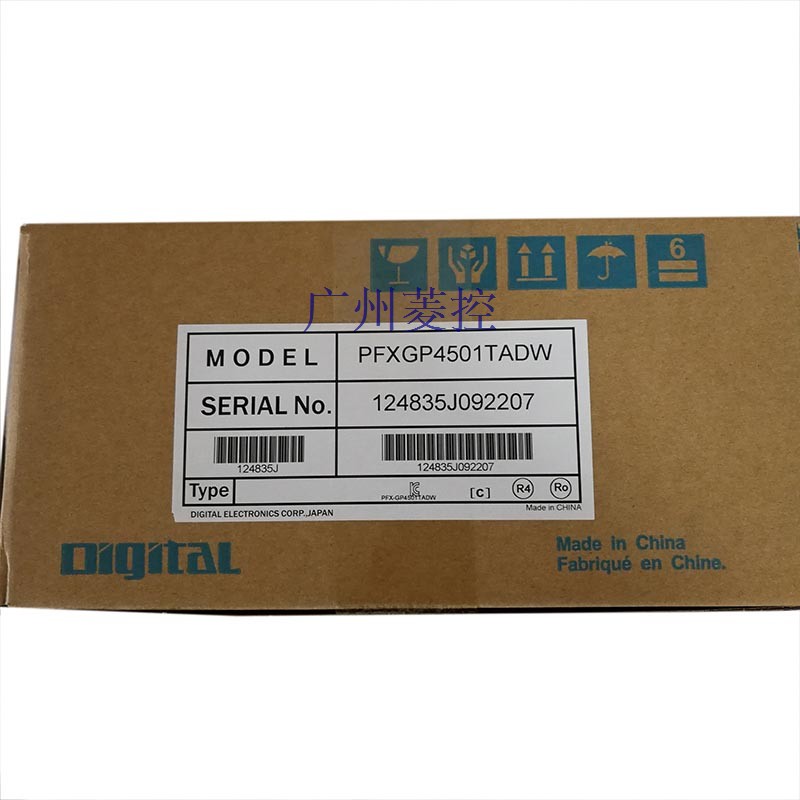 6
广州菱控
MODEL PFXGP4501TADW
SERIAL No. 124835J092207
124835J 124835J092207
Type PFX-GP4501TADW [c] R4 Ro
DIGITAL ELECTRONICS CORP.,JAPAN Made in CHINA
Digital
Made in China
Fabriqué en Chine.